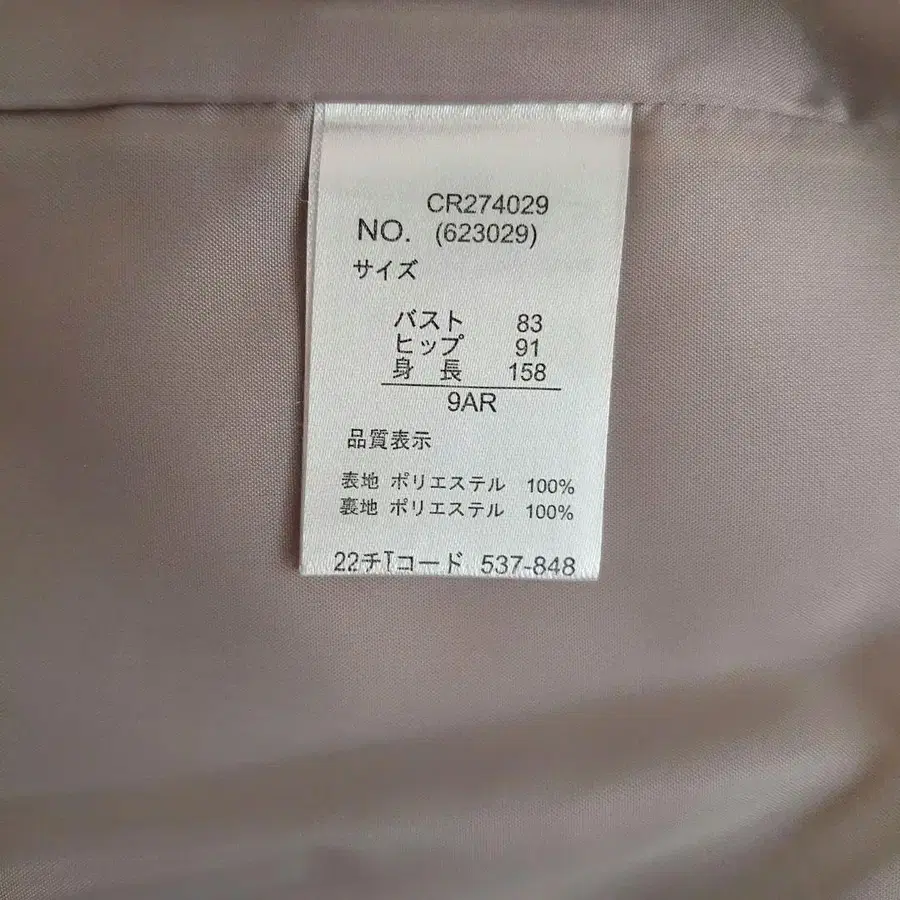 CR274029
NO. (623029)
サイズ
バスト 83
ヒップ 91
身 長 158
9AR
品質表示
表地 ポリエステル 100%
裏地 ポリエステル 100%
22チTコード 537-848